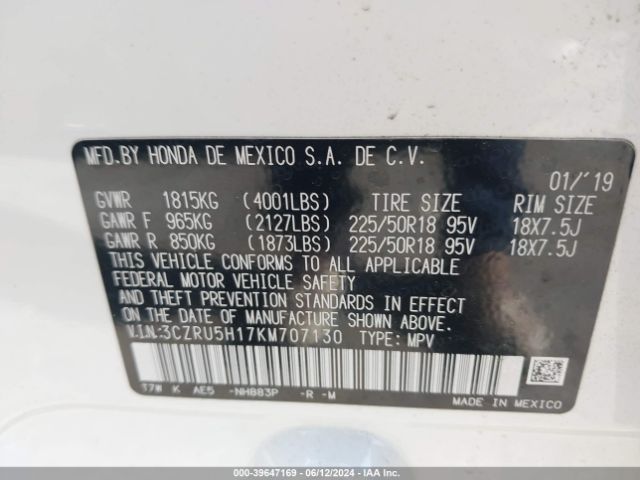 MFD.BY HONDA DE MEXICO S.A. DE C.V.
01/'19
GVWR 1815KG (4001LBS) TIRE SIZE RIM SIZE
GAWR F 965KG (2127LBS) 225/50R18 95V 18X7.5J
GAWR R 850KG (1873LBS) 225/50R18 95V 18X7.5J
THIS VEHICLE CONFORMS TO ALL APPLICABLE
FEDERAL MOTOR VEHICLE SAFETY
AND THEFT PREVENTION STANDARDS IN EFFECT
ON THE DATE OF MANUFACTURE SHOWN ABOVE.
V.I.N:3CZRU5H17KM707130 TYPE: MPV
T7W K AE5 -NH883P -R -M
MADE IN MEXICO
000-39647169 - 06/12/2024 - IAA Inc.